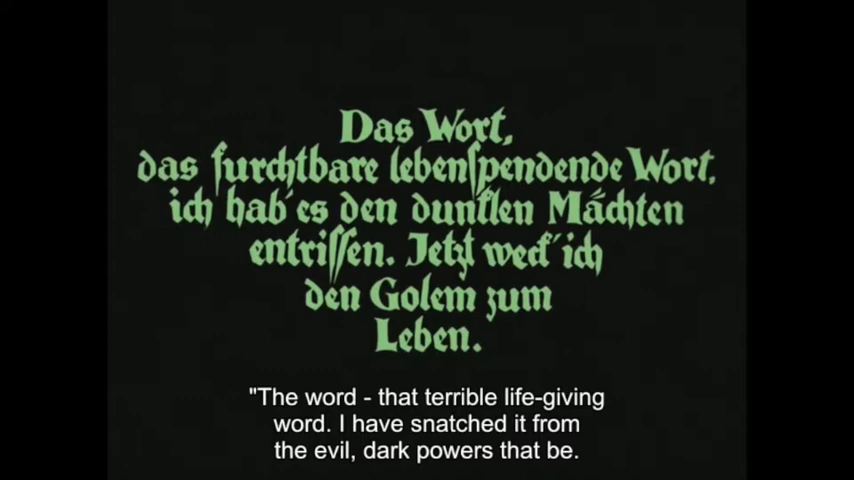 Das Wort,
das furchtbare lebenſpendende Wort,
ich hab' es den dunklen Mächten
entriſſen. Jetzt weck' ich
den Golem zum
Leben.
"The word - that terrible life-giving
word. I have snatched it from
the evil, dark powers that be.